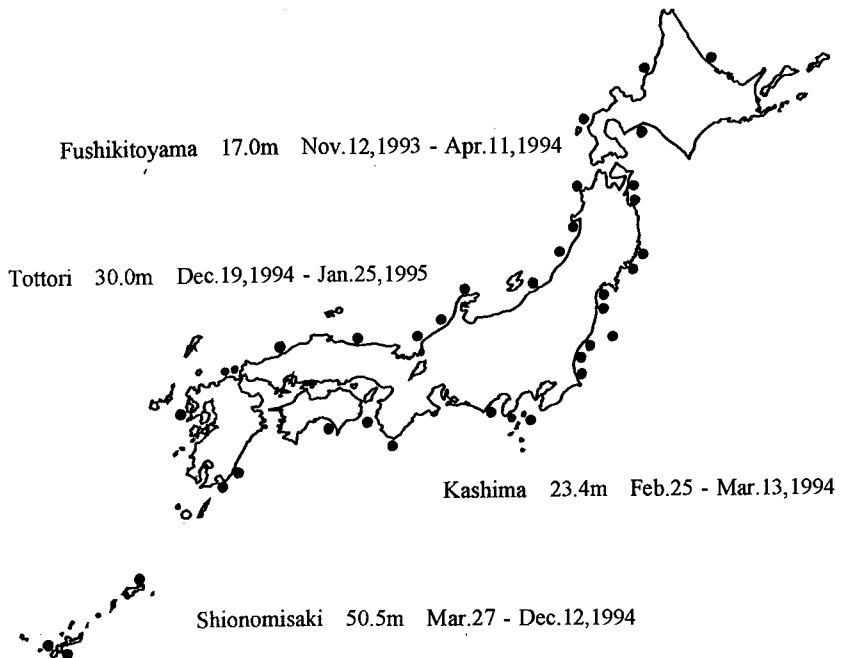 Fushikitoyama 17.0m Nov.12,1993 - Apr.11,1994
Tottori 30.0m Dec.19,1994 - Jan.25,1995
Kashima 23.4m Feb.25 - Mar.13,1994
Shionomisaki 50.5m Mar.27 - Dec.12,1994